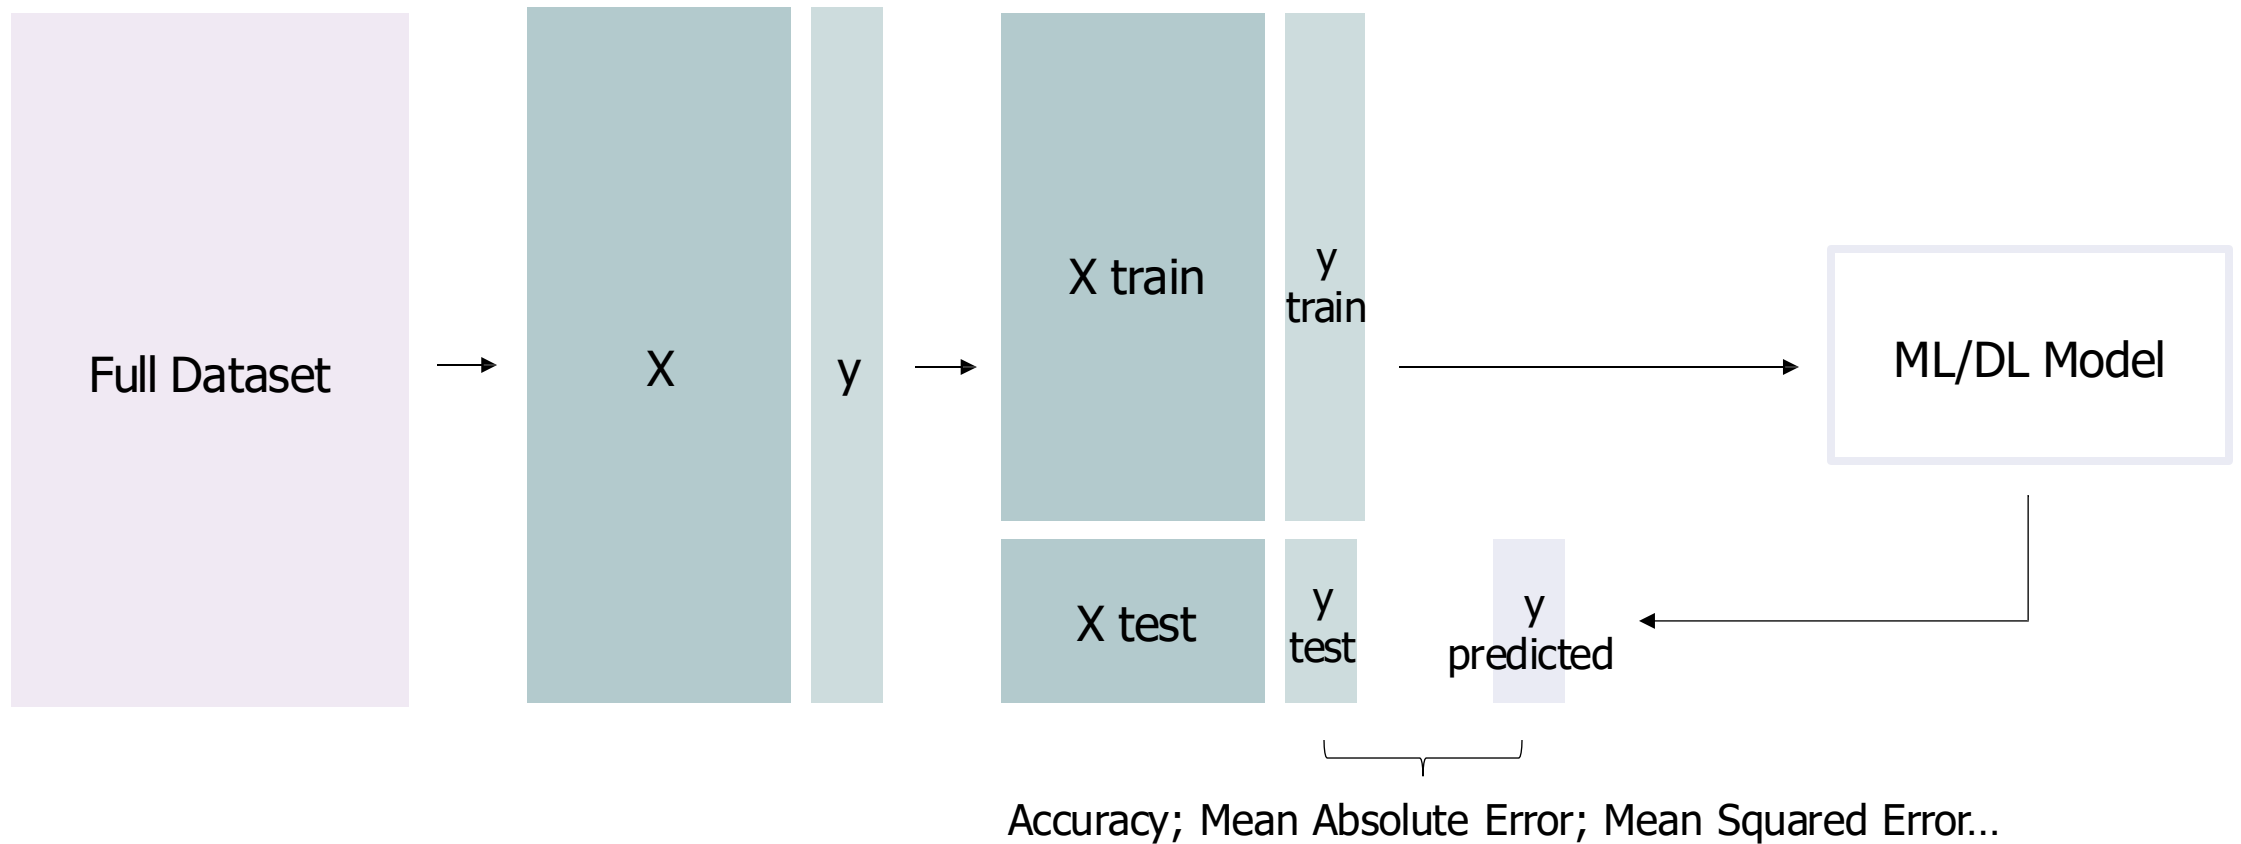 Full Dataset
X
y
X train
y
train
ML/DL Model
X test
y
test
y
predicted
Accuracy; Mean Absolute Error; Mean Squared Error...